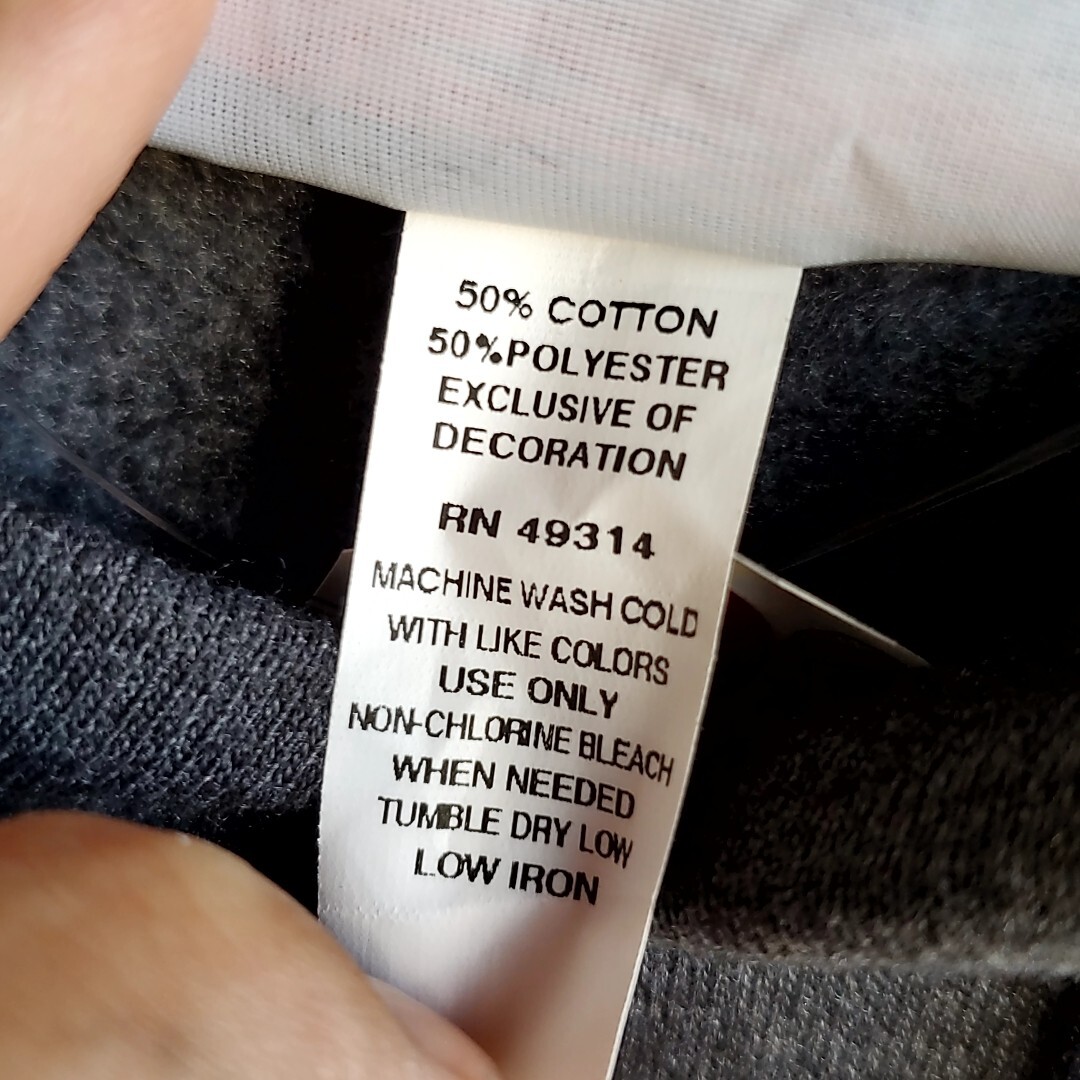 50% COTTON
50%POLYESTER
EXCLUSIVE OF
DECORATION
RN 49314
MACHINE WASH COLD
WITH LIKE COLORS
USE ONLY
NON-CHLORINE BLEACH
WHEN NEEDED
TUMBLE DRY LOW
LOW IRON